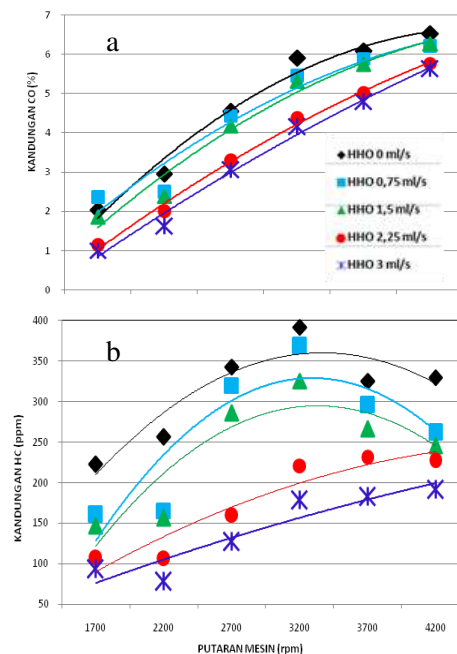 7
a
6
5
4
3
2
1
0
KANDUNGAN CO (%)
HHO 0 ml/s
HHO 0,75 ml/s
HHO 1,5 ml/s
HHO 2,25 ml/s
HHO 3 ml/s
400
b
350
300
250
200
150
100
50
KANDUNGAN HC (ppm)
1700 2200 2700 3200 3700 4200
PUTARAN MESIN (rpm)